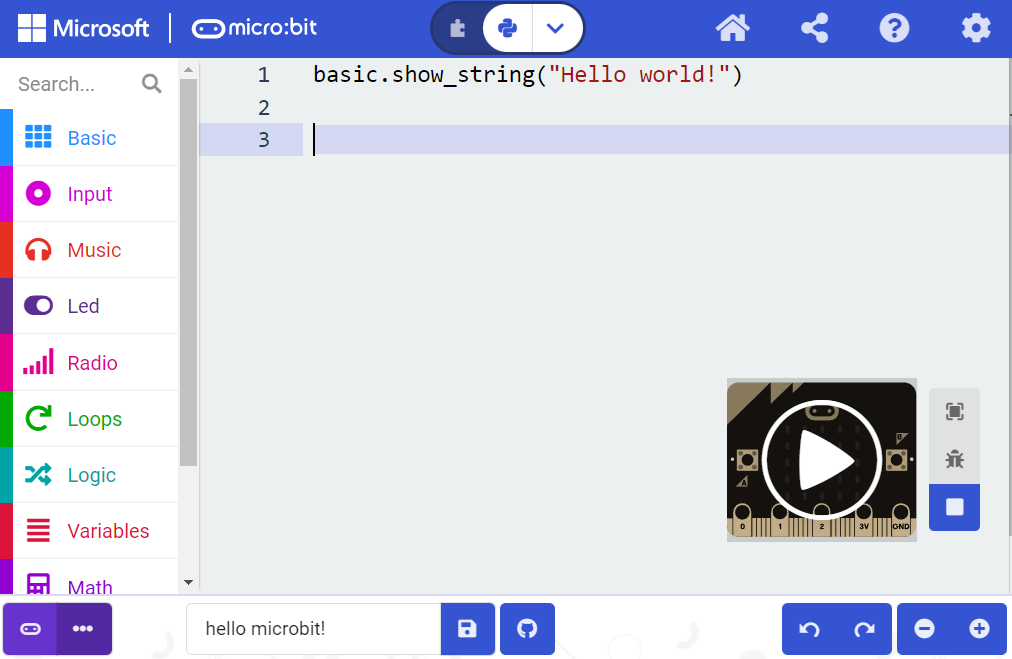 Microsoft micro:bit
Search...
Basic
Input
Music
Led
Radio
Loops
Logic
Variables
Math
1 basic.show_string("Hello world!")
2
3
B
A
0 1 2 3V GND
hello microbit!